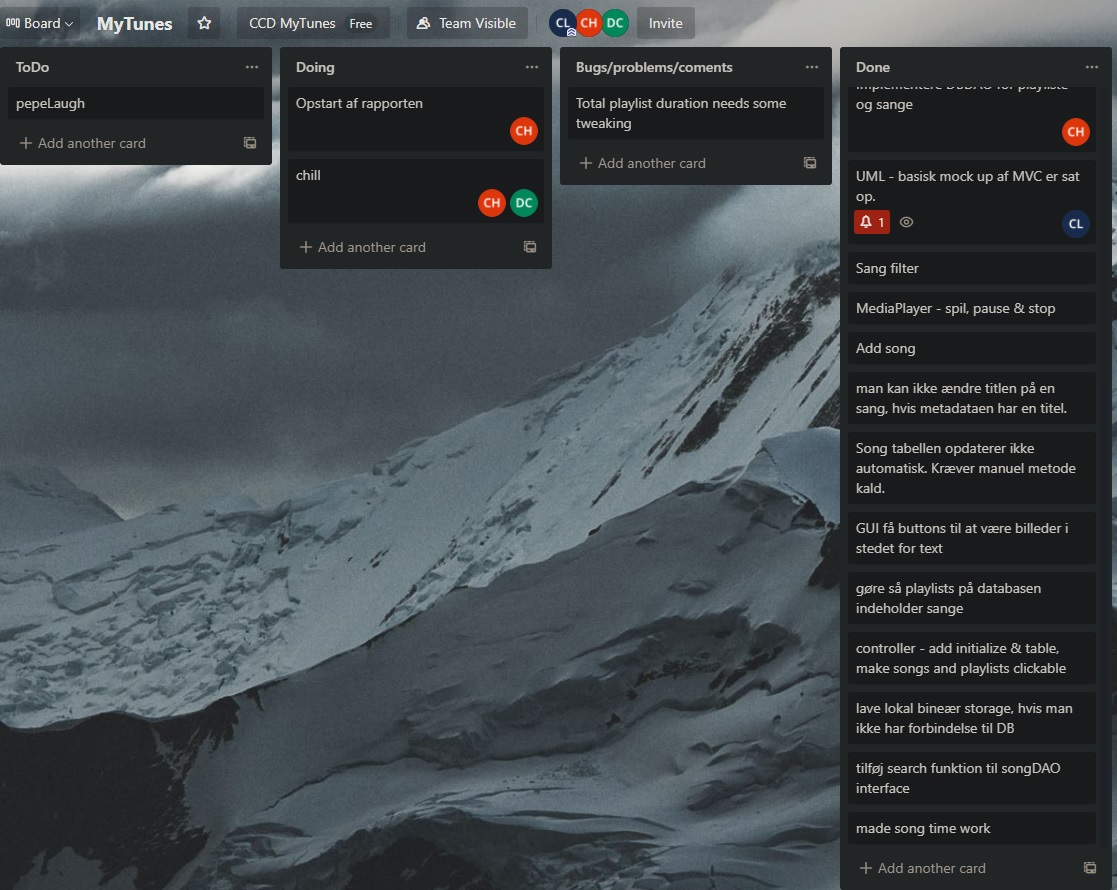 Board
MyTunes
CCD MyTunes Free
Team Visible
CL CH DC
Invite
ToDo
pepeLaugh
+ Add another card
Doing
Opstart af rapporten
CH
chill
CH DC
+ Add another card
Bugs/problems/coments
Total playlist duration needs some
tweaking
+ Add another card
Done
og sange
CH
UML - basisk mock up af MVC er sat
op.
1
CL
Sang filter
MediaPlayer - spil, pause & stop
Add song
man kan ikke ændre titlen på en
sang, hvis metadataen har en titel.
Song tabellen opdaterer ikke
automatisk. Kræver manuel metode
kald.
GUI få buttons til at være billeder i
stedet for text
gøre så playlists på databasen
indeholder sange
controller - add initialize & table,
make songs and playlists clickable
lave lokal bineær storage, hvis man
ikke har forbindelse til DB
tilføj search funktion til songDAO
interface
made song time work
+ Add another card